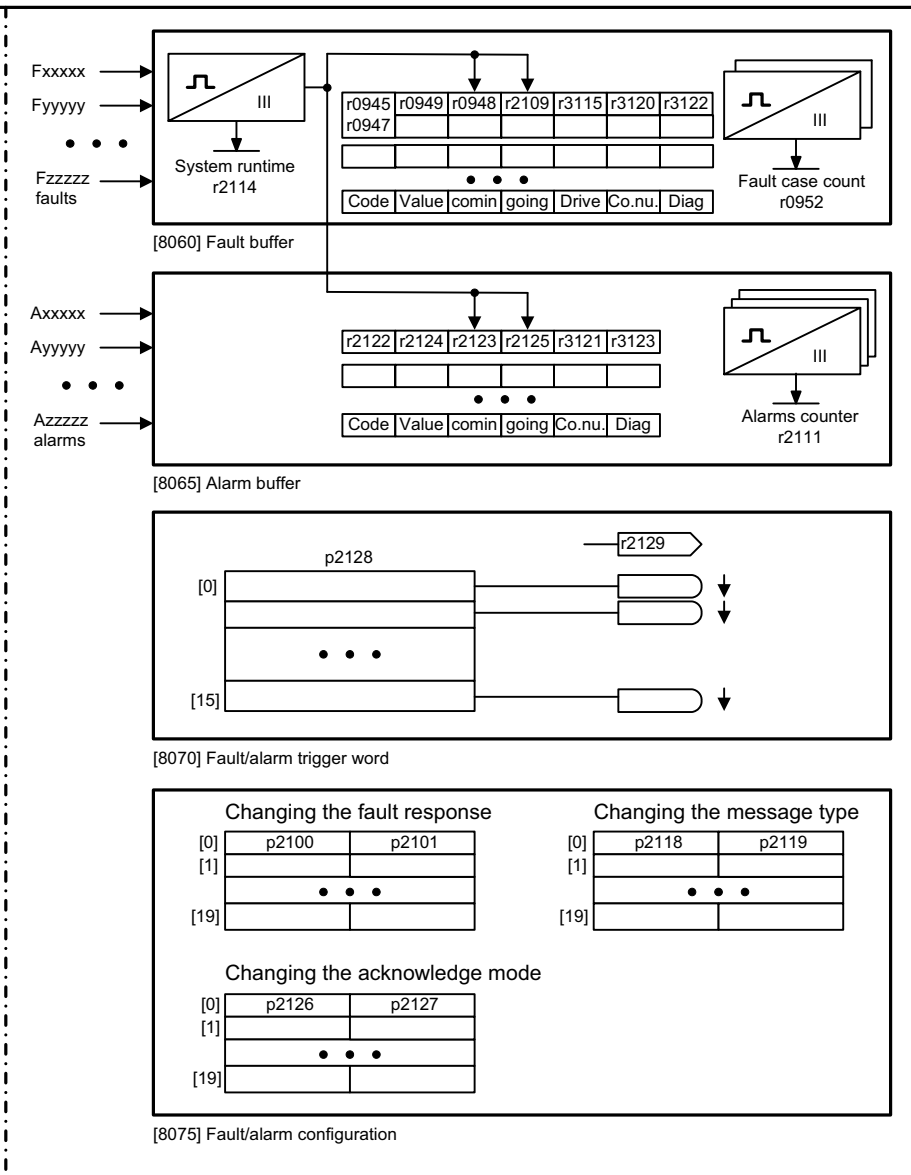 Fxxxxx
Fyyyyy
• • •
Fzzzzz
faults
III
System runtime
r2114
r0945 r0949 r0948 r2109 r3115 r3120 r3122
r0947
• • •
Code Value comin going Drive Co.nu. Diag
III
Fault case count
r0952
[8060] Fault buffer
Axxxxx
Ayyyyy
• • •
Azzzzz
alarms
r2122 r2124 r2123 r2125 r3121 r3123
• • •
Code Value comin going Co.nu. Diag
III
Alarms counter
r2111
[8065] Alarm buffer
p2128
r2129
[0]
• • •
[15]
[8070] Fault/alarm trigger word
Changing the fault response
[0] p2100 p2101
[1]
• • •
[19]
Changing the message type
[0] p2118 p2119
[1]
• • •
[19]
Changing the acknowledge mode
[0] p2126 p2127
[1]
• • •
[19]
[8075] Fault/alarm configuration